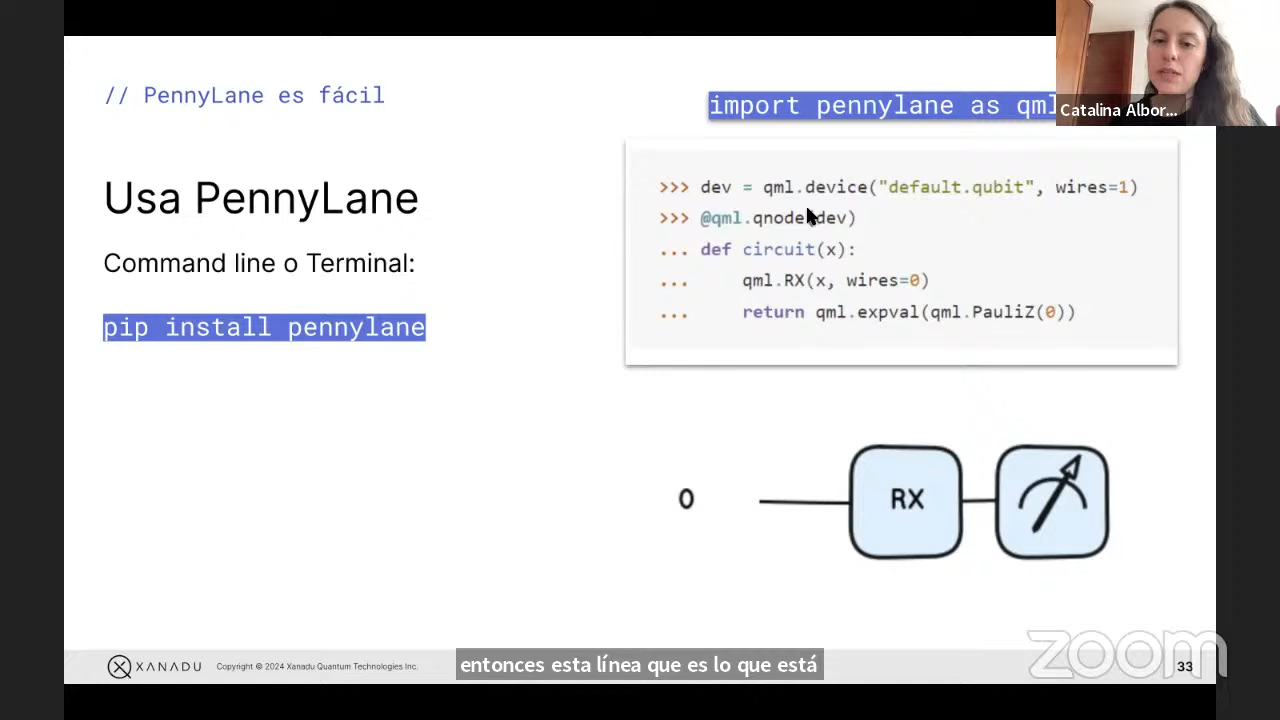 // PennyLane es fácil
import pennylane as qml
Catalina Albor...
Usa PennyLane
Command line o Terminal:
pip install pennylane
>>> dev = qml.device("default.qubit", wires=1)
>>> @qml.qnode(dev)
... def circuit(x):
...     qml.RX(x, wires=0)
...     return qml.expval(qml.PauliZ(0))
0
RX
XANADU
Copyright © 2024 Xanadu Quantum Technologies Inc.
entonces esta línea que es lo que está
zoom
33